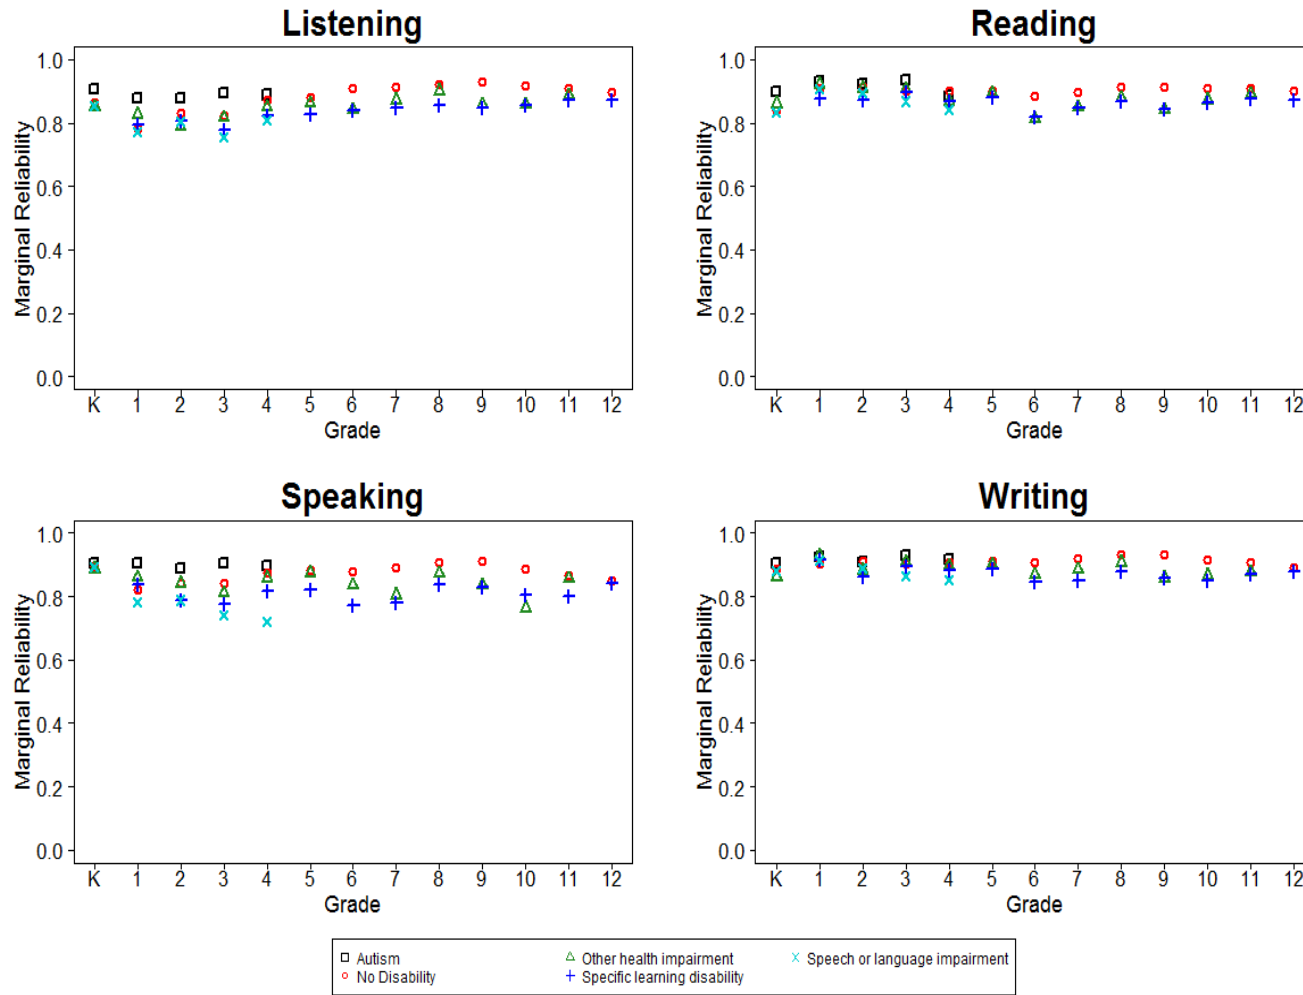 Listening
1.0
0.8
0.6
0.4
0.2
0.0
Marginal Reliability
K 1 2 3 4 5 6 7 8 9 10 11 12
Grade
Reading
1.0
0.8
0.6
0.4
0.2
0.0
Marginal Reliability
K 1 2 3 4 5 6 7 8 9 10 11 12
Grade
Speaking
1.0
0.8
0.6
0.4
0.2
0.0
Marginal Reliability
K 1 2 3 4 5 6 7 8 9 10 11 12
Grade
Writing
1.0
0.8
0.6
0.4
0.2
0.0
Marginal Reliability
K 1 2 3 4 5 6 7 8 9 10 11 12
Grade
Autism
No Disability
Other health impairment
Specific learning disability
Speech or language impairment